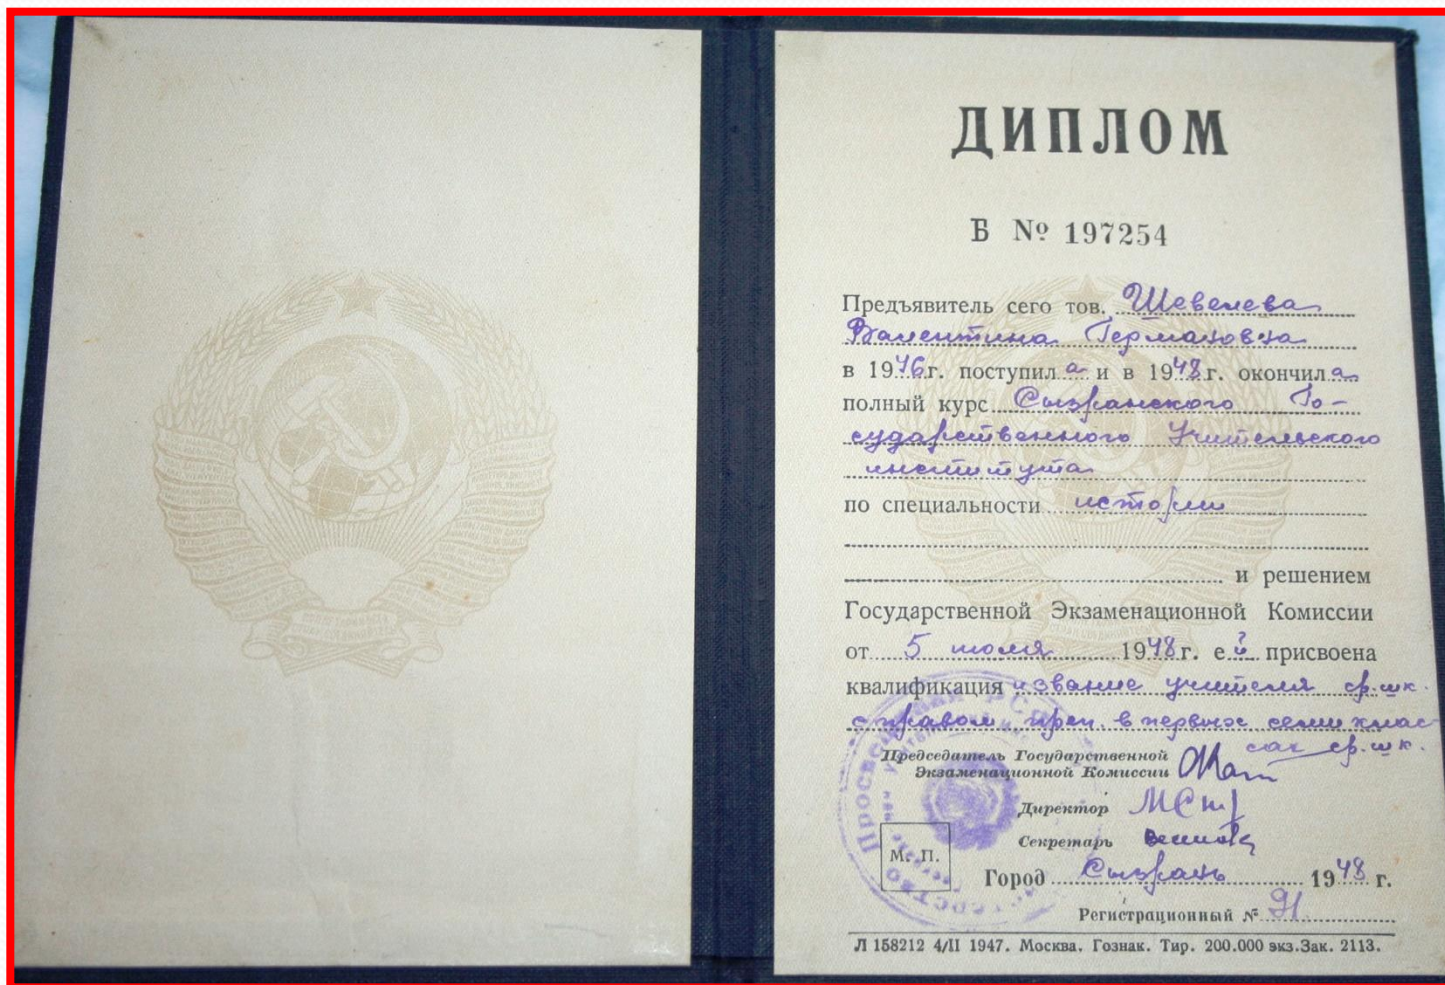 ДИПЛОМ
Б № 197254
Предъявитель сего тов. Шевелева
Валентина Германовна
в 1946 г. поступила и в 1948 г. окончила
полный курс Сызранского Го-
сударственного Учительского
института
по специальности истории
и решением
Государственной Экзаменационной Комиссии
от 5 июля 1948 г. ей присвоена
квалификация и звание учителя ср. шк.
с правом преп. в первых семи клас-
сах ср. шк.
Председатель Государственной
Экзаменационной Комиссии
Директор
Секретарь
М. П.
Город Сызрань 1948 г.
Регистрационный № 91
Л 158212 4/II 1947. Москва. Гознак. Тир. 200.000 экз. Зак. 2113.